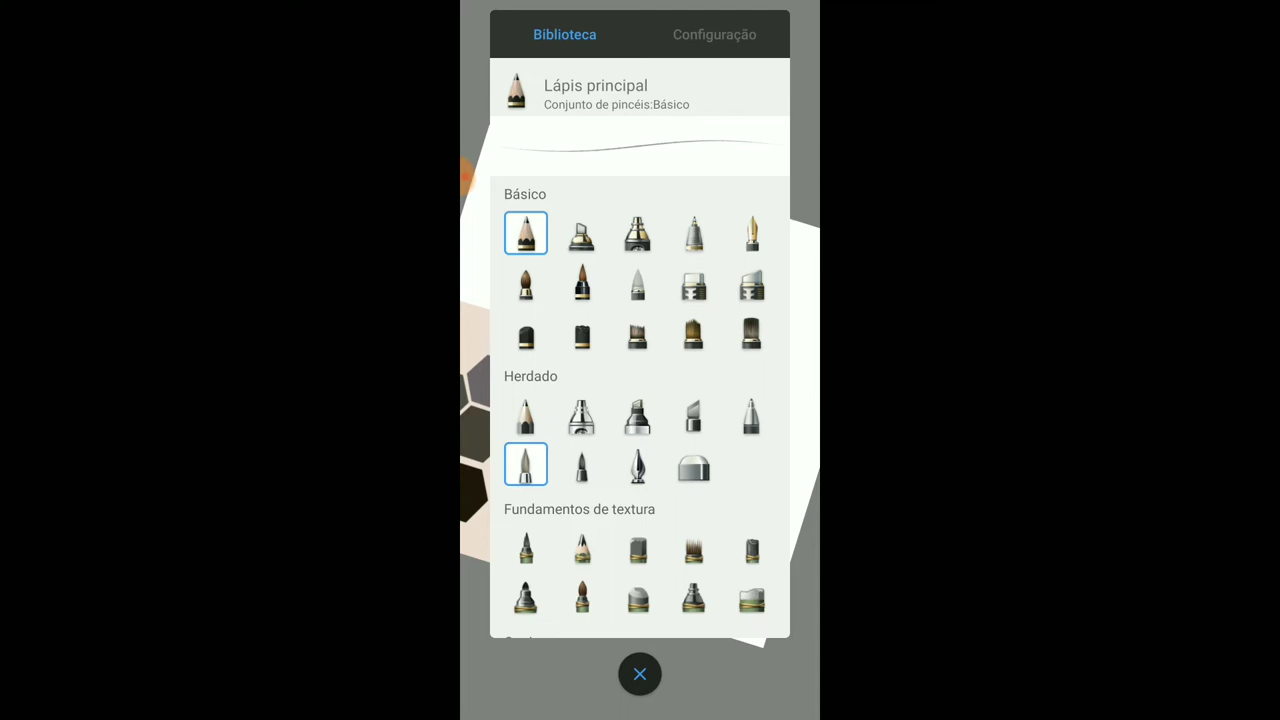 Biblioteca Configuração
Lápis principal
Conjunto de pincéis:Básico
Básico
Herdado
Fundamentos de textura